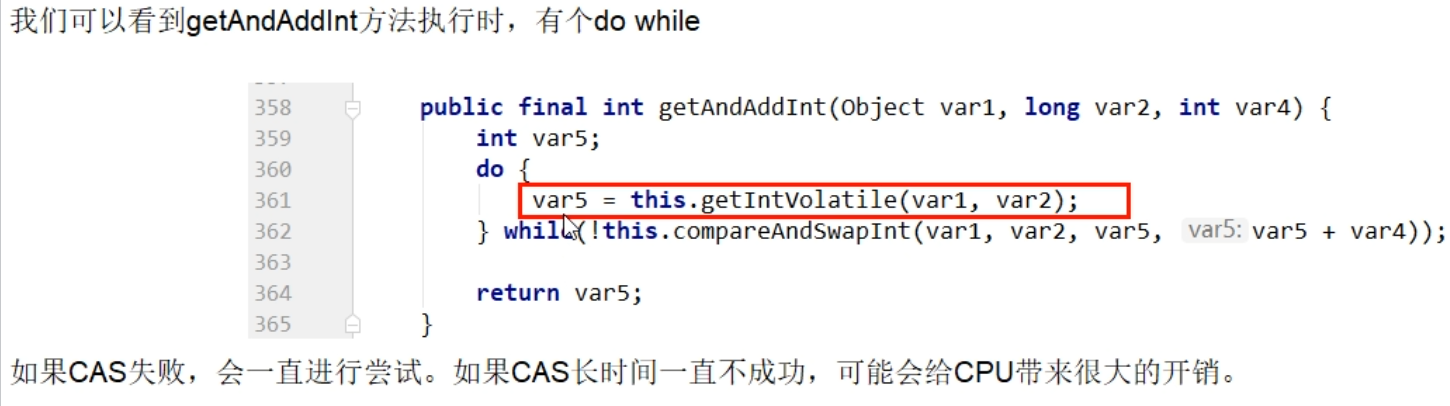 我们可以看到getAndAddInt方法执行时，有个do while
358 public final int getAndAddInt(Object var1, long var2, int var4) {
359 int var5;
360 do {
361 var5 = this.getIntVolatile(var1, var2);
362 } while(!this.compareAndSwapInt(var1, var2, var5, var5: var5 + var4));
363
364 return var5;
365 }
如果CAS失败，会一直进行尝试。如果CAS长时间一直不成功，可能会给CPU带来很大的开销。